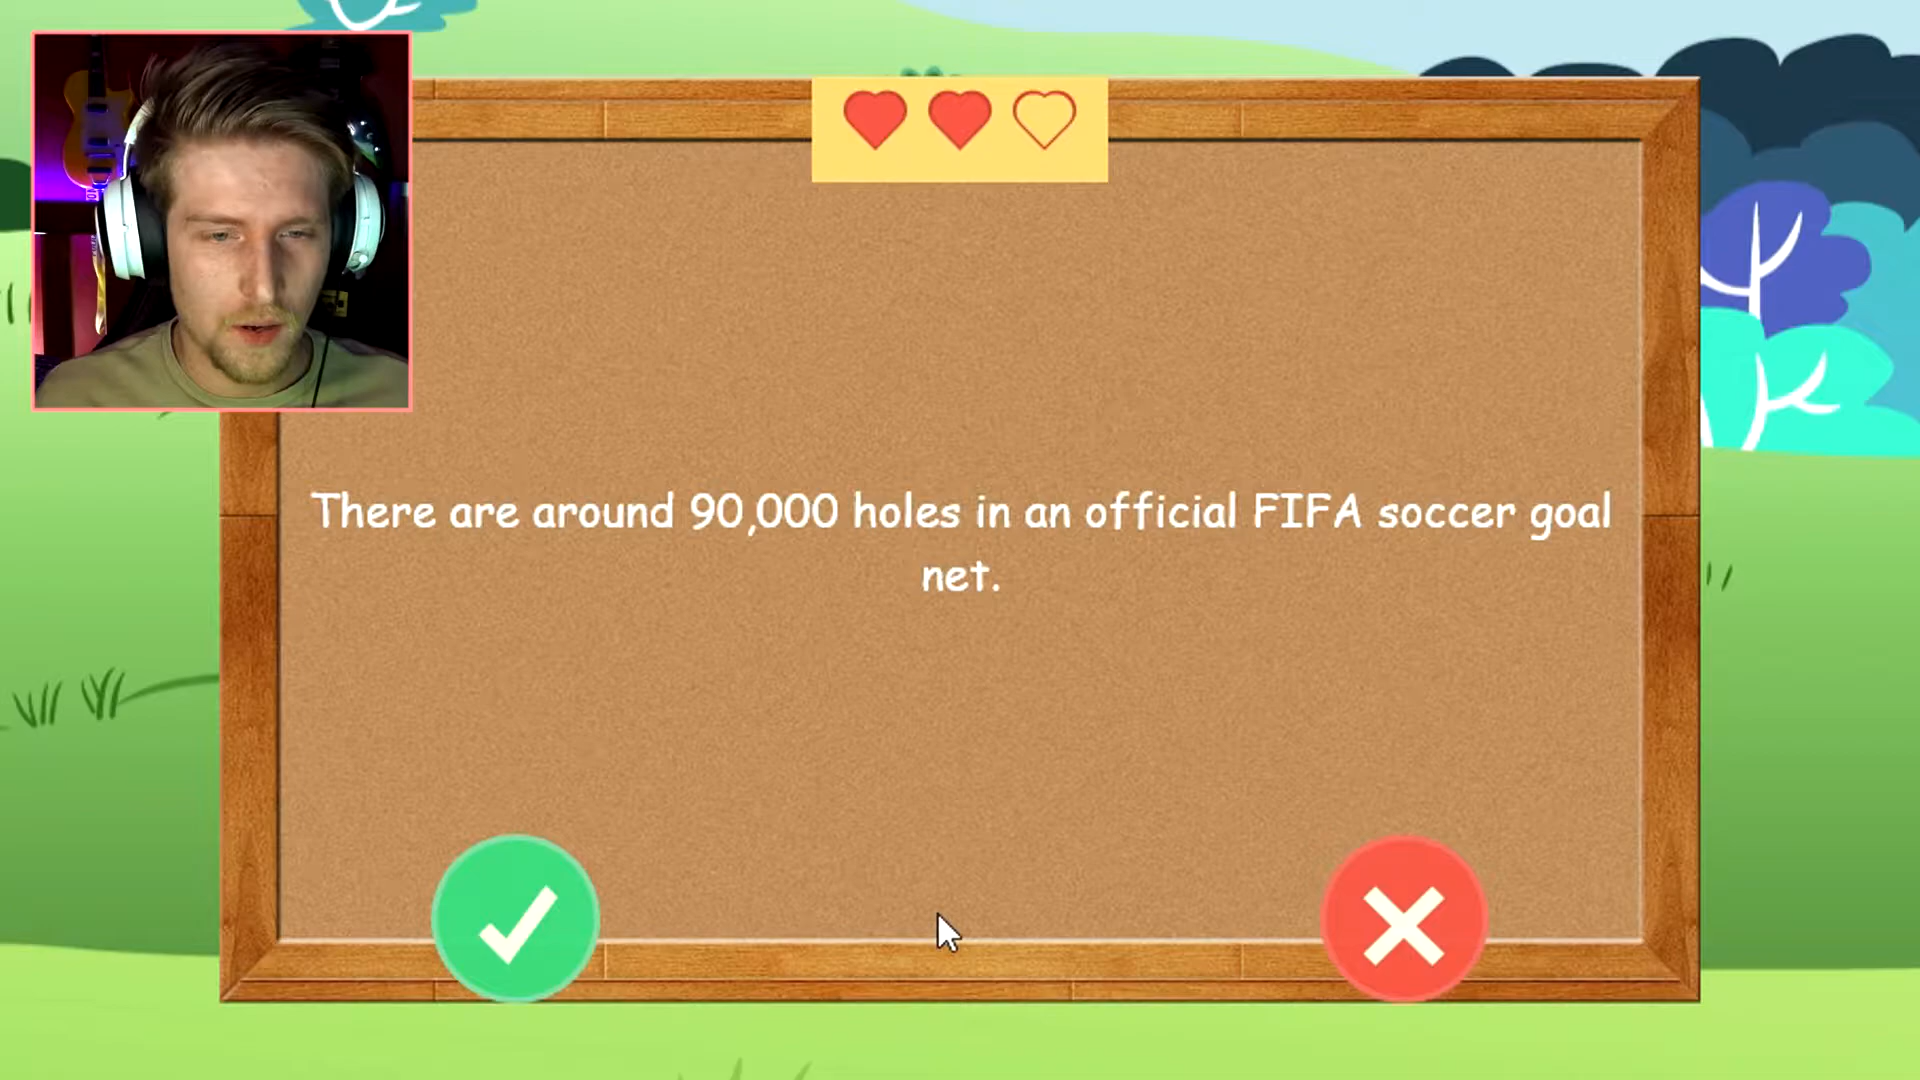 There are around 90,000 holes in an official FIFA soccer goal
net.